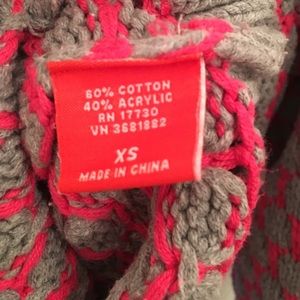 60% COTTON
40% ACRYLIC
RN 17730
VN 3681882
XS
MADE IN CHINA